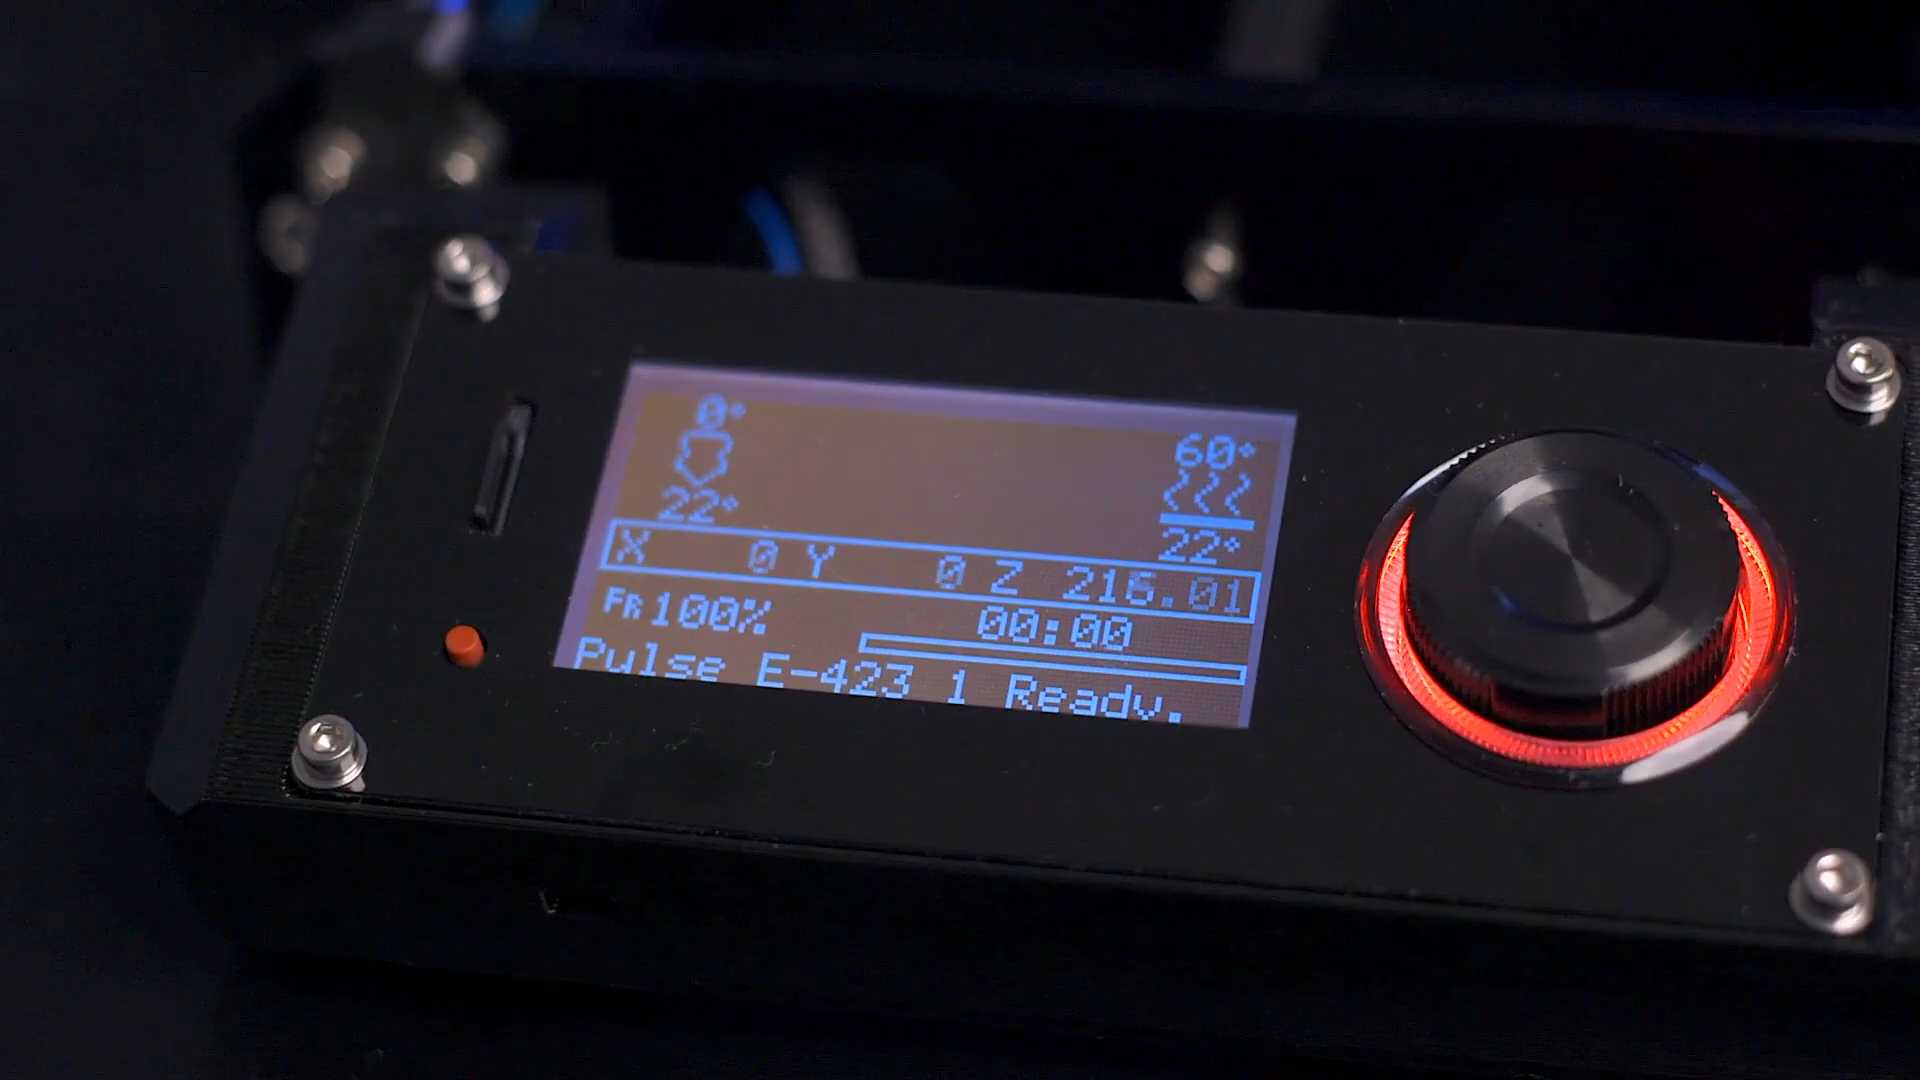 0° 60°
22° 22°
X 0 Y 0 Z 216.01
FR 100% 00:00
Pulse E-423 1 Ready.